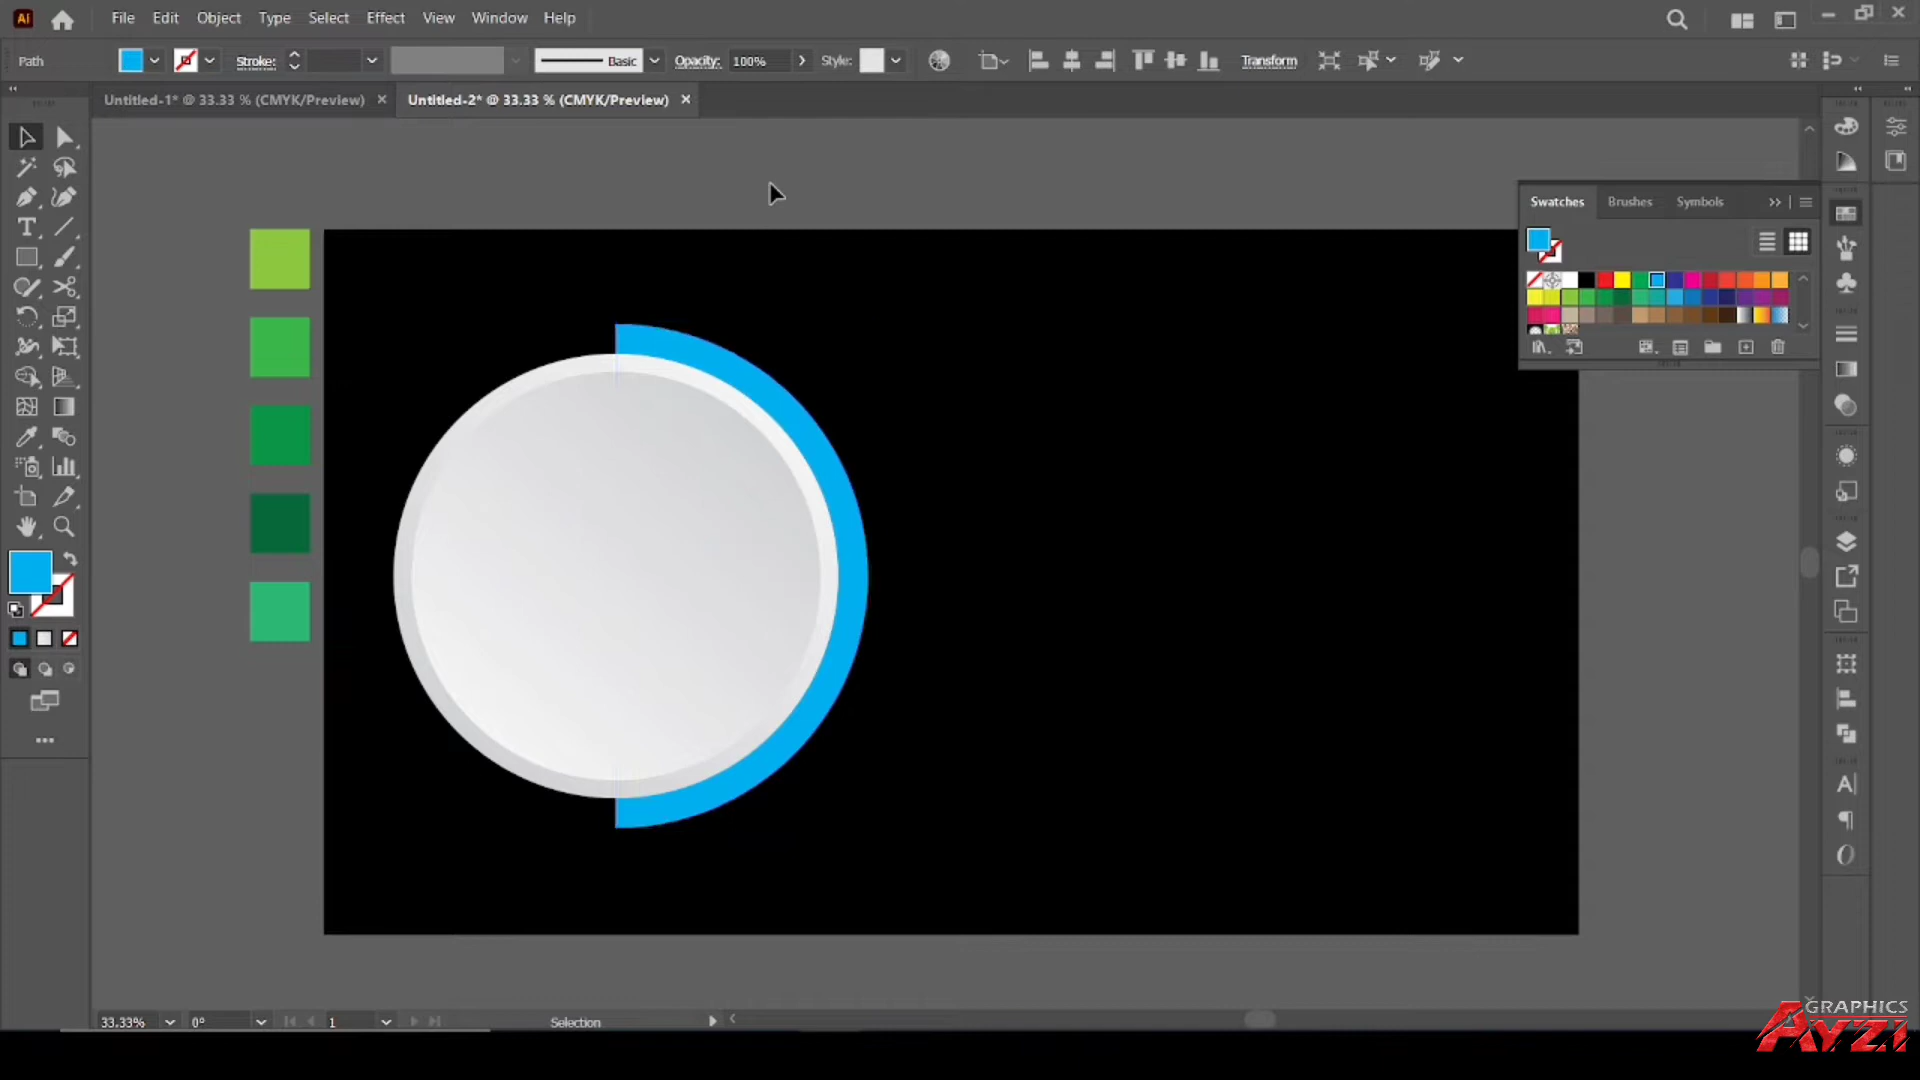 Ai File Edit Object Type Select Effect View Window Help
Path Stroke: Basic Opacity: 100% Style: Transform
Untitled-1* @ 33.33 % (CMYK/Preview) × Untitled-2* @ 33.33 % (CMYK/Preview) ×
Swatches Brushes Symbols
33.33% 0° 1 Selection
GRAPHICS
AYZI